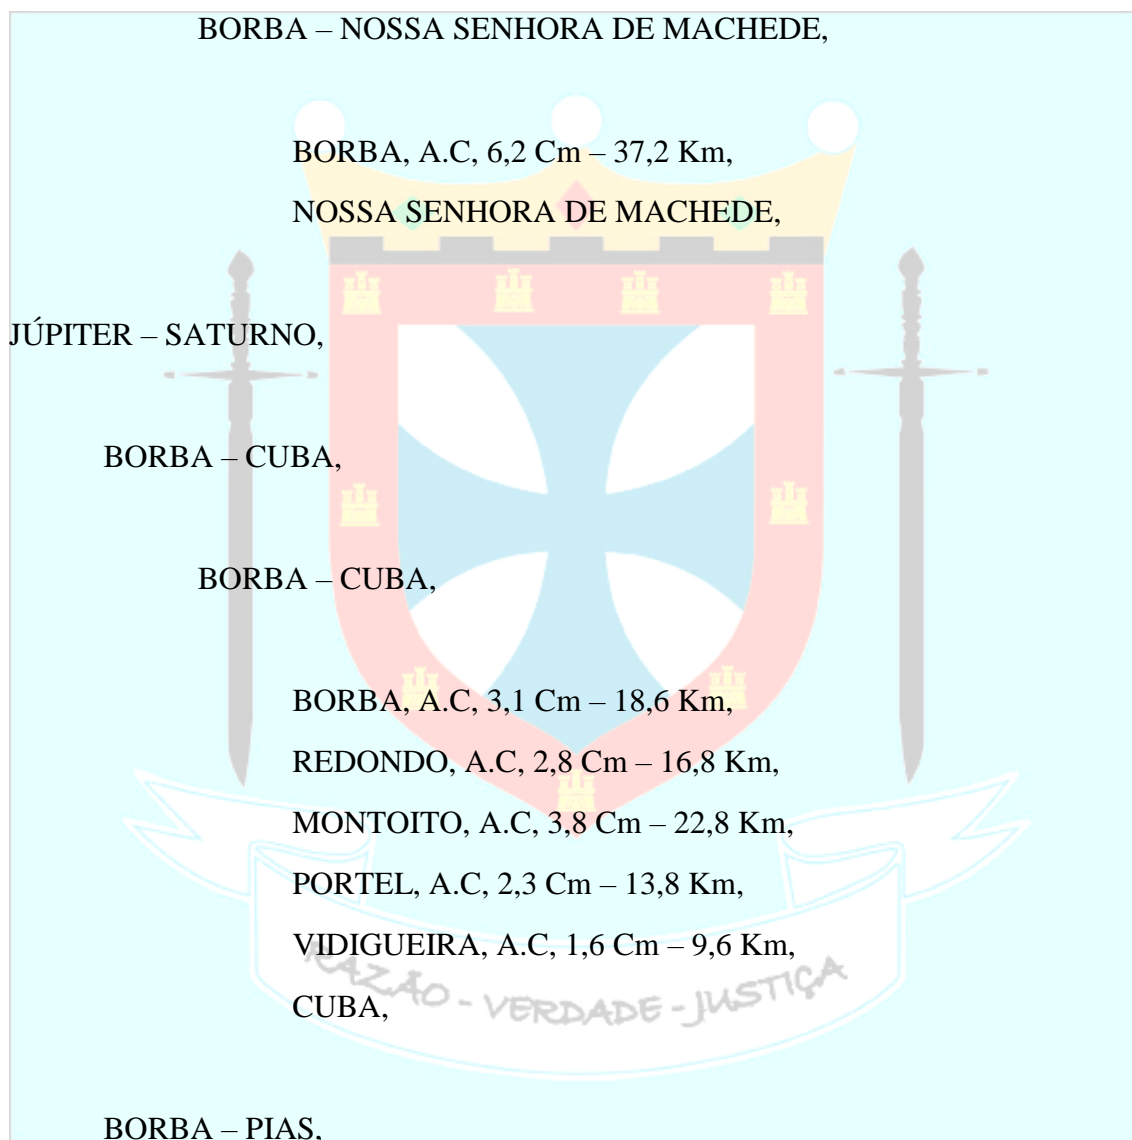 BORBA – NOSSA SENHORA DE MACHEDE,
BORBA, A.C, 6,2 Cm – 37,2 Km,
NOSSA SENHORA DE MACHEDE,
JÚPITER – SATURNO,
BORBA – CUBA,
BORBA – CUBA,
BORBA, A.C, 3,1 Cm – 18,6 Km,
REDONDO, A.C, 2,8 Cm – 16,8 Km,
MONTOITO, A.C, 3,8 Cm – 22,8 Km,
PORTEL, A.C, 2,3 Cm – 13,8 Km,
VIDIGUEIRA, A.C, 1,6 Cm – 9,6 Km,
RAZÃO - VERDADE - JUSTIÇA
CUBA,
BORBA – PIAS,